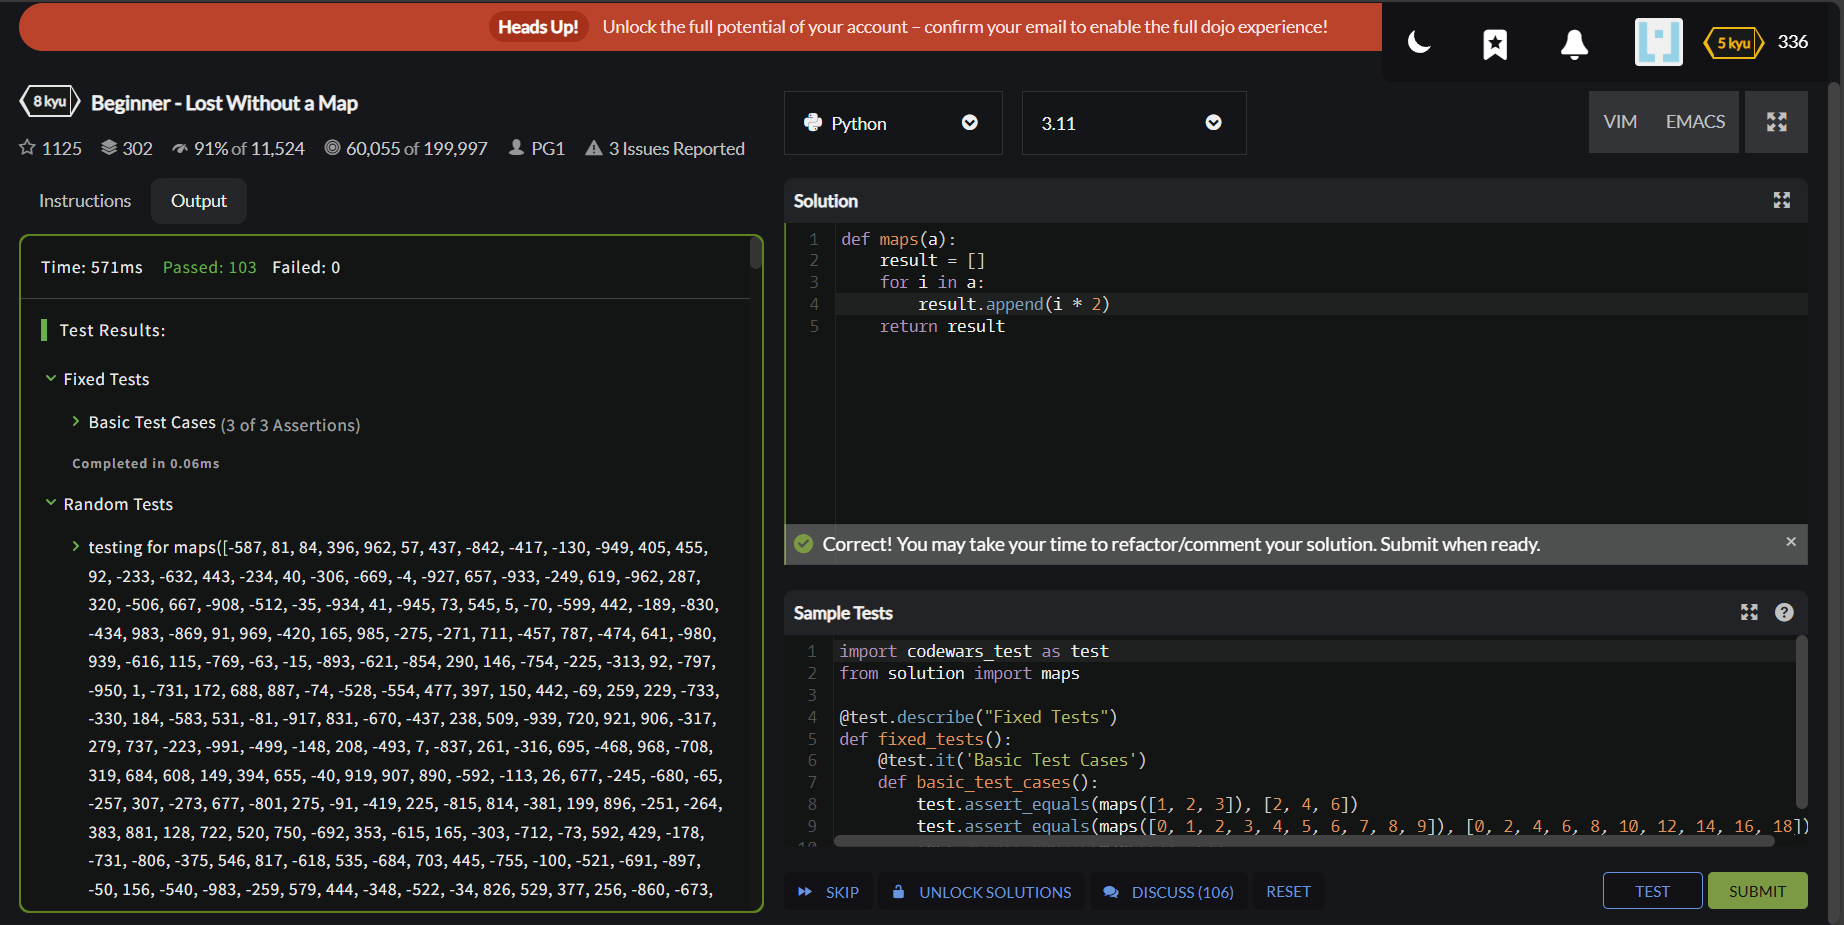 Heads Up! Unlock the full potential of your account – confirm your email to enable the full dojo experience!
5 kyu 336
8 kyu Beginner - Lost Without a Map
1125 302 91% of 11,524 60,055 of 199,997 PG1 3 Issues Reported
Instructions Output
Time: 571ms Passed: 103 Failed: 0
Test Results:
Fixed Tests
Basic Test Cases (3 of 3 Assertions)
Completed in 0.06ms
Random Tests
testing for maps([-587, 81, 84, 396, 962, 57, 437, -842, -417, -130, -949, 405, 455,
92, -233, -632, 443, -234, 40, -306, -669, -4, -927, 657, -933, -249, 619, -962, 287,
320, -506, 667, -908, -512, -35, -934, 41, -945, 73, 545, 5, -70, -599, 442, -189, -830,
-434, 983, -869, 91, 969, -420, 165, 985, -275, -271, 711, -457, 787, -474, 641, -980,
939, -616, 115, -769, -63, -15, -893, -621, -854, 290, 146, -754, -225, -313, 92, -797,
-950, 1, -731, 172, 688, 887, -74, -528, -554, 477, 397, 150, 442, -69, 259, 229, -733,
-330, 184, -583, 531, -81, -917, 831, -670, -437, 238, 509, -939, 720, 921, 906, -317,
279, 737, -223, -991, -499, -148, 208, -493, 7, -837, 261, -316, 695, -468, 968, -708,
319, 684, 608, 149, 394, 655, -40, 919, 907, 890, -592, -113, 26, 677, -245, -680, -65,
-257, 307, -273, 677, -801, 275, -91, -419, 225, -815, 814, -381, 199, 896, -251, -264,
383, 881, 128, 722, 520, 750, -692, 353, -615, 165, -303, -712, -73, 592, 429, -178,
-731, -806, -375, 546, 817, -618, 535, -684, 703, 445, -755, -100, -521, -691, -897,
-50, 156, -540, -983, -259, 579, 444, -348, -522, -34, 826, 529, 377, 256, -860, -673,
Python 3.11 VIM EMACS
Solution
1 def maps(a):
2 result = []
3 for i in a:
4 result.append(i * 2)
5 return result
Correct! You may take your time to refactor/comment your solution. Submit when ready. ×
Sample Tests ?
1 import codewars_test as test
2 from solution import maps
3
4 @test.describe("Fixed Tests")
5 def fixed_tests():
6 @test.it('Basic Test Cases')
7 def basic_test_cases():
8 test.assert_equals(maps([1, 2, 3]), [2, 4, 6])
9 test.assert_equals(maps([0, 1, 2, 3, 4, 5, 6, 7, 8, 9]), [0, 2, 4, 6, 8, 10, 12, 14, 16, 18])
SKIP UNLOCK SOLUTIONS DISCUSS (106) RESET TEST SUBMIT